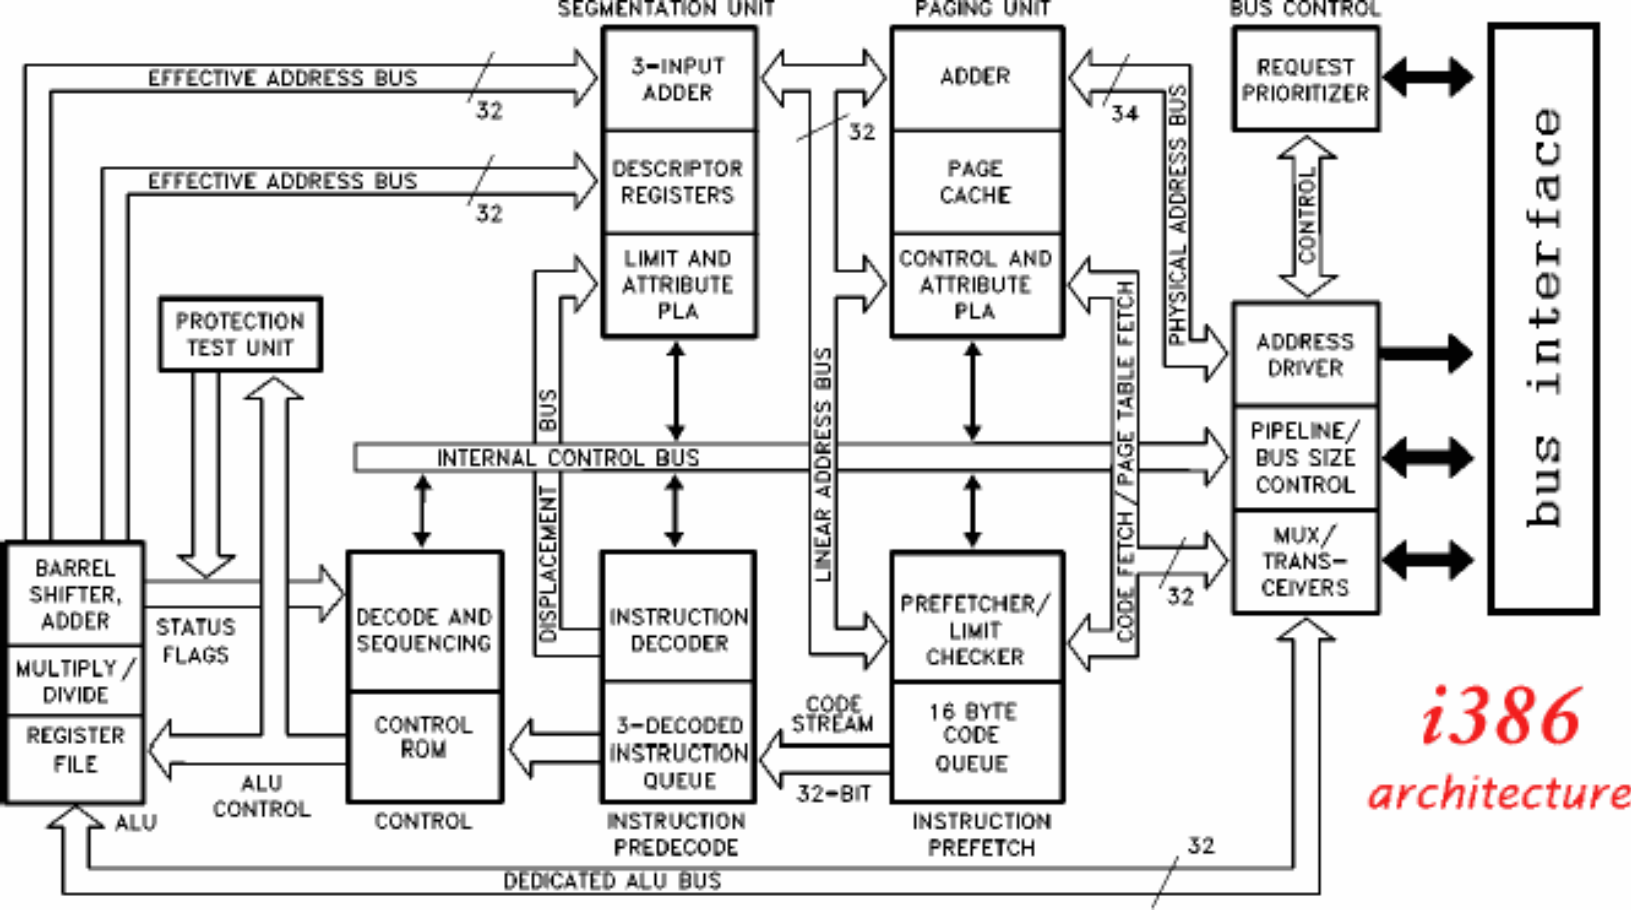 SEGMENTATION UNIT
PAGING UNIT
BUS CONTROL
3-INPUT
ADDER
ADDER
REQUEST
PRIORITIZER
EFFECTIVE ADDRESS BUS
32
32
34
DESCRIPTOR
REGISTERS
PAGE
CACHE
EFFECTIVE ADDRESS BUS
32
PHYSICAL ADDRESS BUS
CONTROL
LIMIT AND
ATTRIBUTE
PLA
CONTROL AND
ATTRIBUTE
PLA
PROTECTION
TEST UNIT
ADDRESS
DRIVER
bus interface
DISPLACEMENT BUS
LINEAR ADDRESS BUS
CODE FETCH/PAGE TABLE FETCH
INTERNAL CONTROL BUS
PIPELINE/
BUS SIZE
CONTROL
MUX/
TRANS-
CEIVERS
32
BARREL
SHIFTER,
ADDER
STATUS
FLAGS
DECODE AND
SEQUENCING
INSTRUCTION
DECODER
PREFETCHER/
LIMIT
CHECKER
MULTIPLY/
DIVIDE
REGISTER
FILE
CONTROL
ROM
3-DECODED
INSTRUCTION
QUEUE
CODE
STREAM
32-BIT
16 BYTE
CODE
QUEUE
ALU
CONTROL
ALU
CONTROL
INSTRUCTION
PREDECODE
INSTRUCTION
PREFETCH
32
DEDICATED ALU BUS
i386
architecture